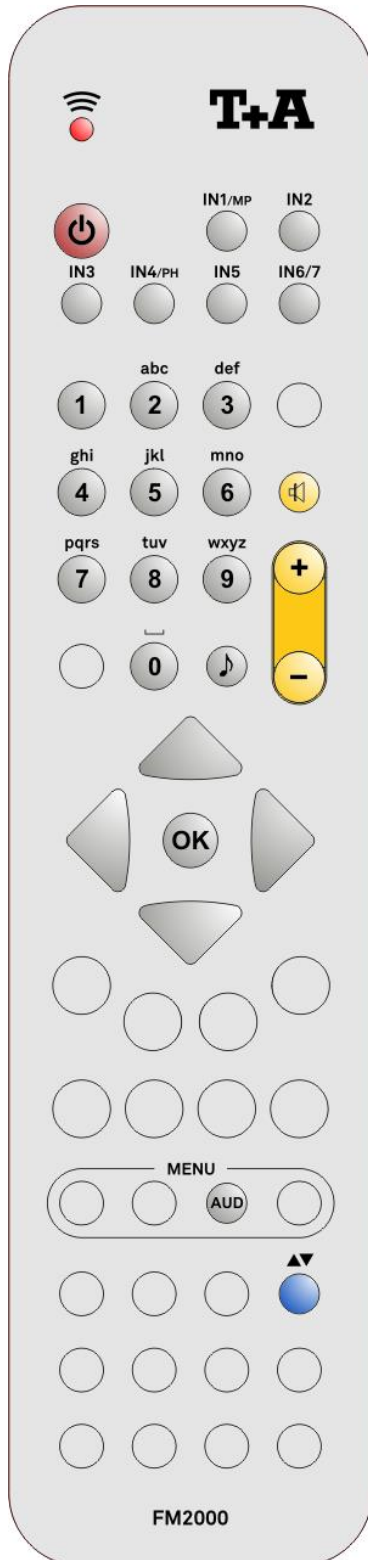 T+A
IN1/MP IN2
IN3 IN4/PH IN5 IN6/7
abc def
1 2 3
ghi jkl mno
4 5 6
pqrs tuv wxyz
7 8 9
+
0
−
OK
MENU
AUD
FM2000